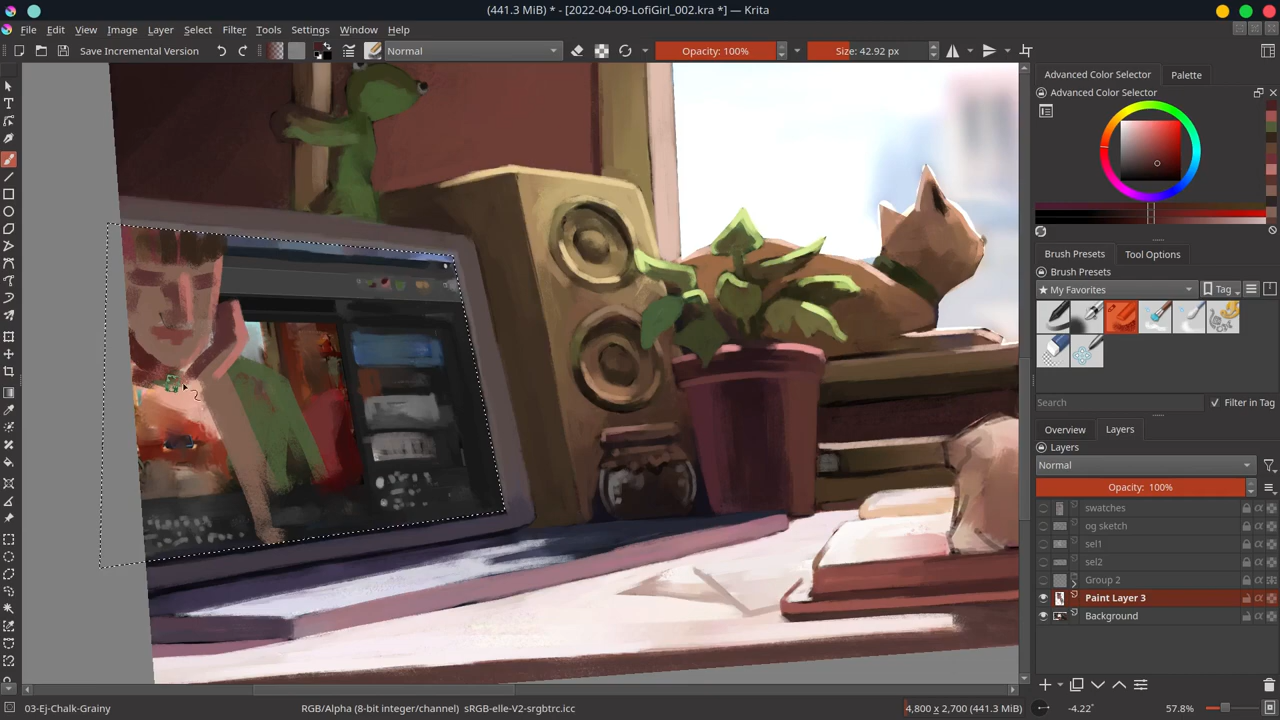 (441.3 MiB) * - [2022-04-09-LofiGirl_002.kra *] - Krita
File Edit View Image Layer Select Filter Tools Settings Window Help
Save Incremental Version Normal Opacity: 100% Size: 42.92 px
Advanced Color Selector Palette
Advanced Color Selector
Brush Presets Tool Options
Brush Presets
★ My Favorites Tag
Search Filter in Tag
Overview Layers
Layers
Normal
Opacity: 100%
swatches
og sketch
sel1
sel2
Group 2
Paint Layer 3
Background
03-Ej-Chalk-Grainy RGB/Alpha (8-bit integer/channel) sRGB-elle-V2-srgbtrc.icc 4,800 x 2,700 (441.3 MiB) -4.22° 57.8%